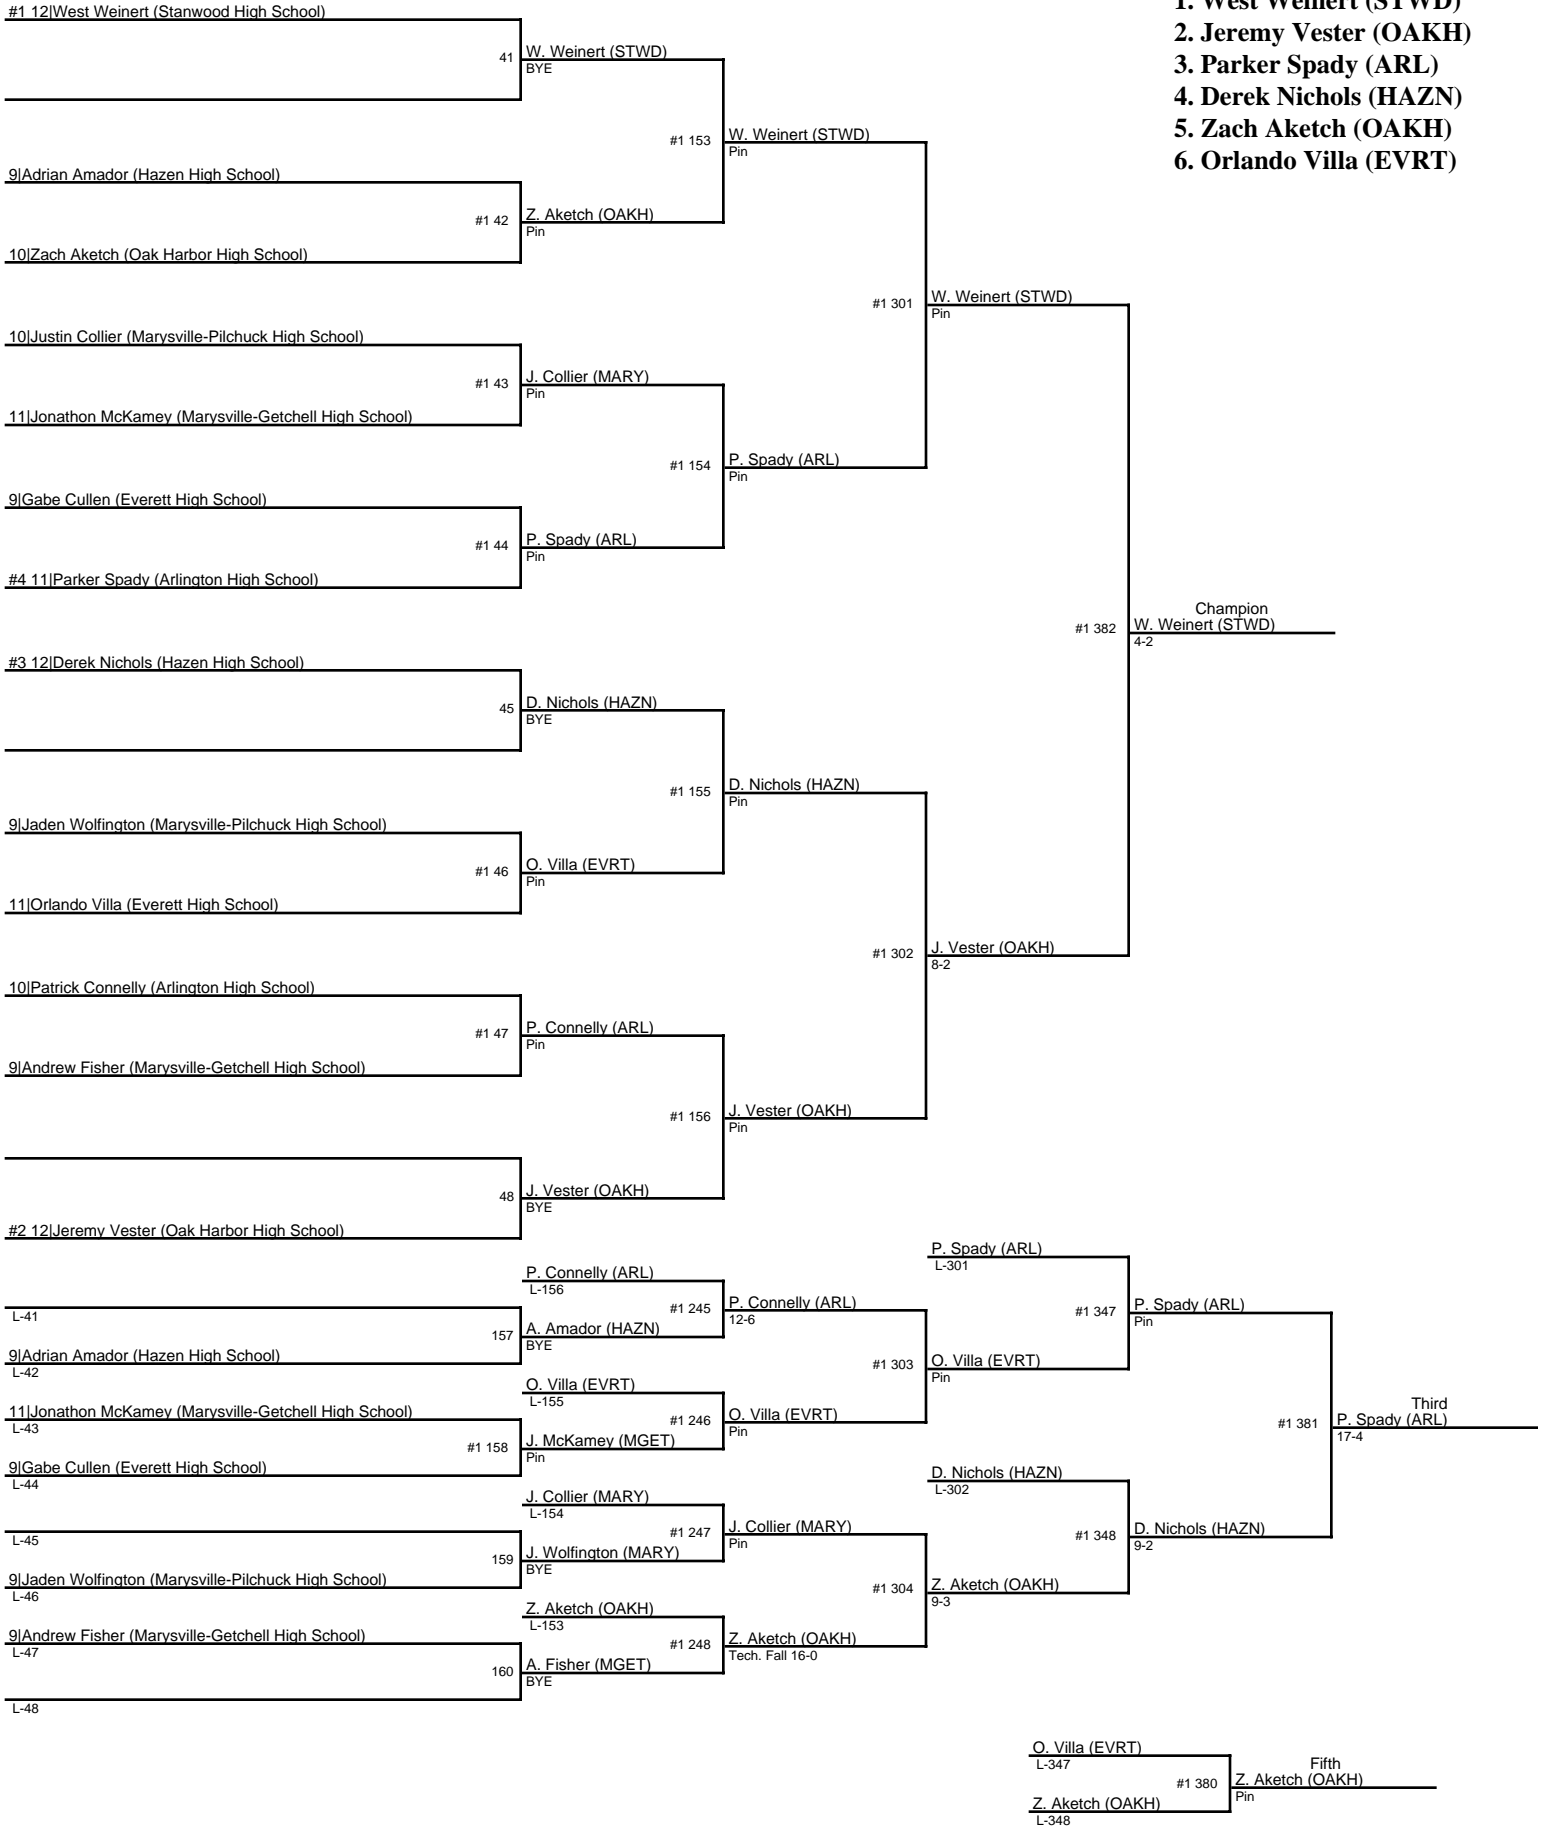 #1 12|West Weinert (Stanwood High School)
1. West Weinert (STWD)
2. Jeremy Vester (OAKH)
3. Parker Spady (ARL)
4. Derek Nichols (HAZN)
5. Zach Aketch (OAKH)
6. Orlando Villa (EVRT)
41
W. Weinert (STWD)
BYE
#1 153
W. Weinert (STWD)
Pin
9|Adrian Amador (Hazen High School)
#1 42
Z. Aketch (OAKH)
Pin
10|Zach Aketch (Oak Harbor High School)
#1 301
W. Weinert (STWD)
Pin
10|Justin Collier (Marysville-Pilchuck High School)
#1 43
J. Collier (MARY)
Pin
11|Jonathon McKamey (Marysville-Getchell High School)
#1 154
P. Spady (ARL)
Pin
9|Gabe Cullen (Everett High School)
#1 44
P. Spady (ARL)
Pin
#4 11|Parker Spady (Arlington High School)
Champion
#1 382
W. Weinert (STWD)
4-2
#3 12|Derek Nichols (Hazen High School)
45
D. Nichols (HAZN)
BYE
#1 155
D. Nichols (HAZN)
Pin
9|Jaden Wolfington (Marysville-Pilchuck High School)
#1 46
O. Villa (EVRT)
Pin
11|Orlando Villa (Everett High School)
#1 302
J. Vester (OAKH)
8-2
10|Patrick Connelly (Arlington High School)
#1 47
P. Connelly (ARL)
Pin
9|Andrew Fisher (Marysville-Getchell High School)
#1 156
J. Vester (OAKH)
Pin
48
J. Vester (OAKH)
BYE
#2 12|Jeremy Vester (Oak Harbor High School)
P. Spady (ARL)
L-301
P. Connelly (ARL)
L-156
#1 245
P. Connelly (ARL)
12-6
L-41
157
A. Amador (HAZN)
BYE
9|Adrian Amador (Hazen High School)
L-42
#1 347
P. Spady (ARL)
Pin
#1 303
O. Villa (EVRT)
Pin
O. Villa (EVRT)
L-155
#1 246
O. Villa (EVRT)
Pin
11|Jonathon McKamey (Marysville-Getchell High School)
L-43
#1 158
J. McKamey (MGET)
Pin
9|Gabe Cullen (Everett High School)
L-44
Third
#1 381
P. Spady (ARL)
17-4
D. Nichols (HAZN)
L-302
J. Collier (MARY)
L-154
#1 247
J. Collier (MARY)
Pin
L-45
159
J. Wolfington (MARY)
BYE
9|Jaden Wolfington (Marysville-Pilchuck High School)
L-46
#1 348
D. Nichols (HAZN)
9-2
#1 304
Z. Aketch (OAKH)
9-3
Z. Aketch (OAKH)
L-153
#1 248
Z. Aketch (OAKH)
Tech. Fall 16-0
9|Andrew Fisher (Marysville-Getchell High School)
L-47
160
A. Fisher (MGET)
BYE
L-48
O. Villa (EVRT)
L-347
Fifth
#1 380
Z. Aketch (OAKH)
Pin
Z. Aketch (OAKH)
L-348